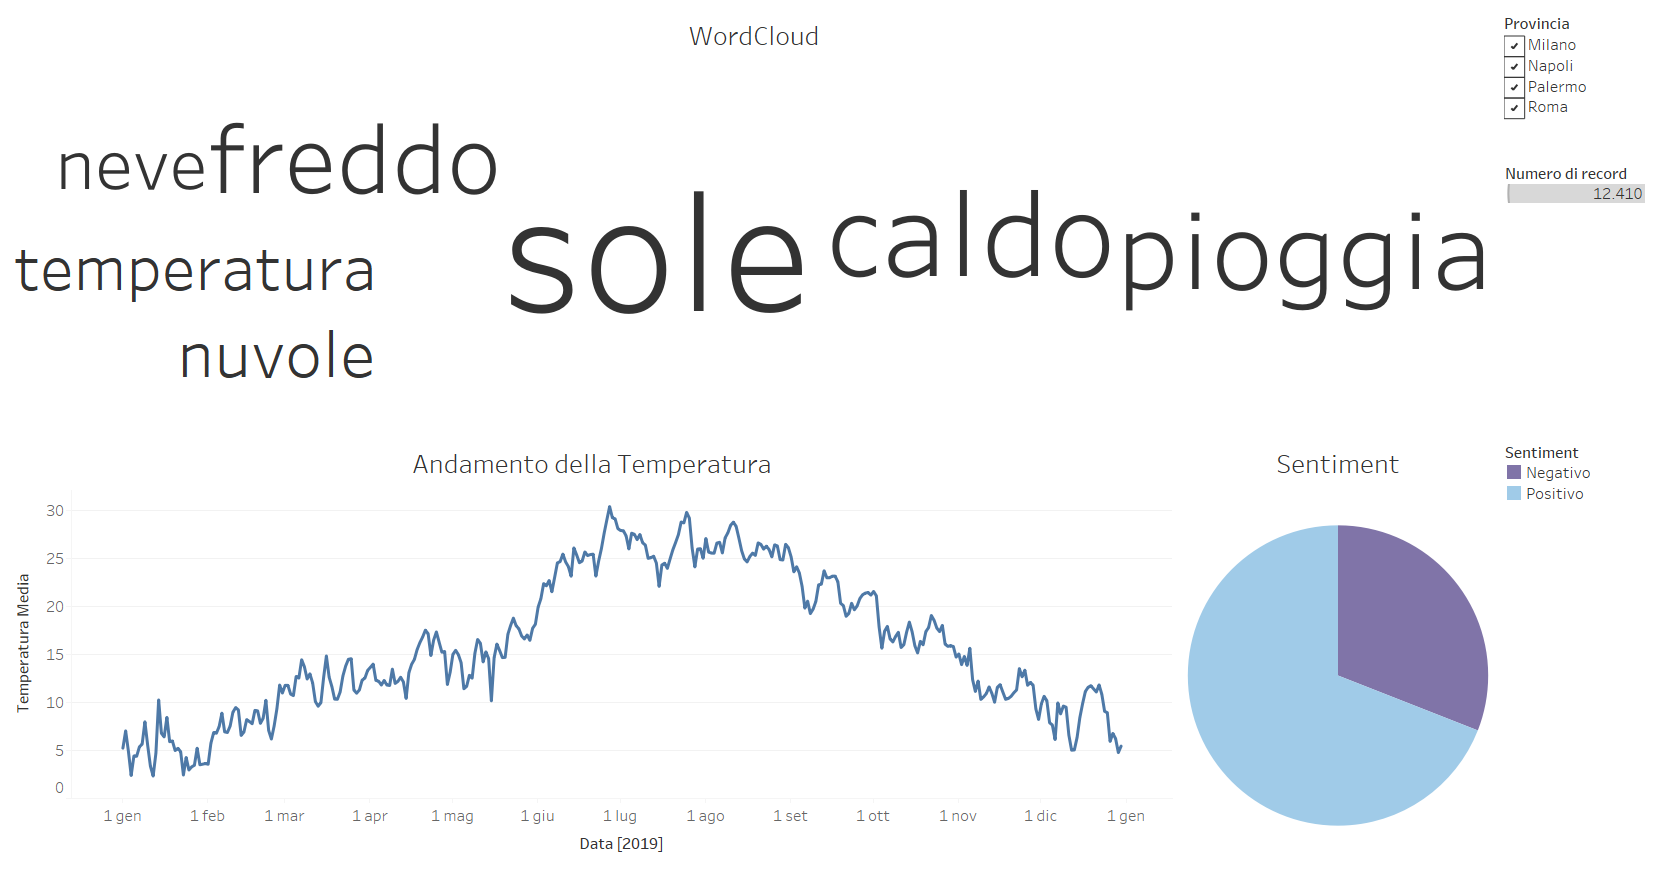 WordCloud
neve freddo
sole caldo pioggia
temperatura
nuvole
Provincia
Milano
Napoli
Palermo
Roma
Numero di record
12.410
Andamento della Temperatura
Temperatura Media
30
25
20
15
10
5
0
1 gen 1 feb 1 mar 1 apr 1 mag 1 giu 1 lug 1 ago 1 set 1 ott 1 nov 1 dic 1 gen
Data [2019]
Sentiment
Sentiment
Negativo
Positivo